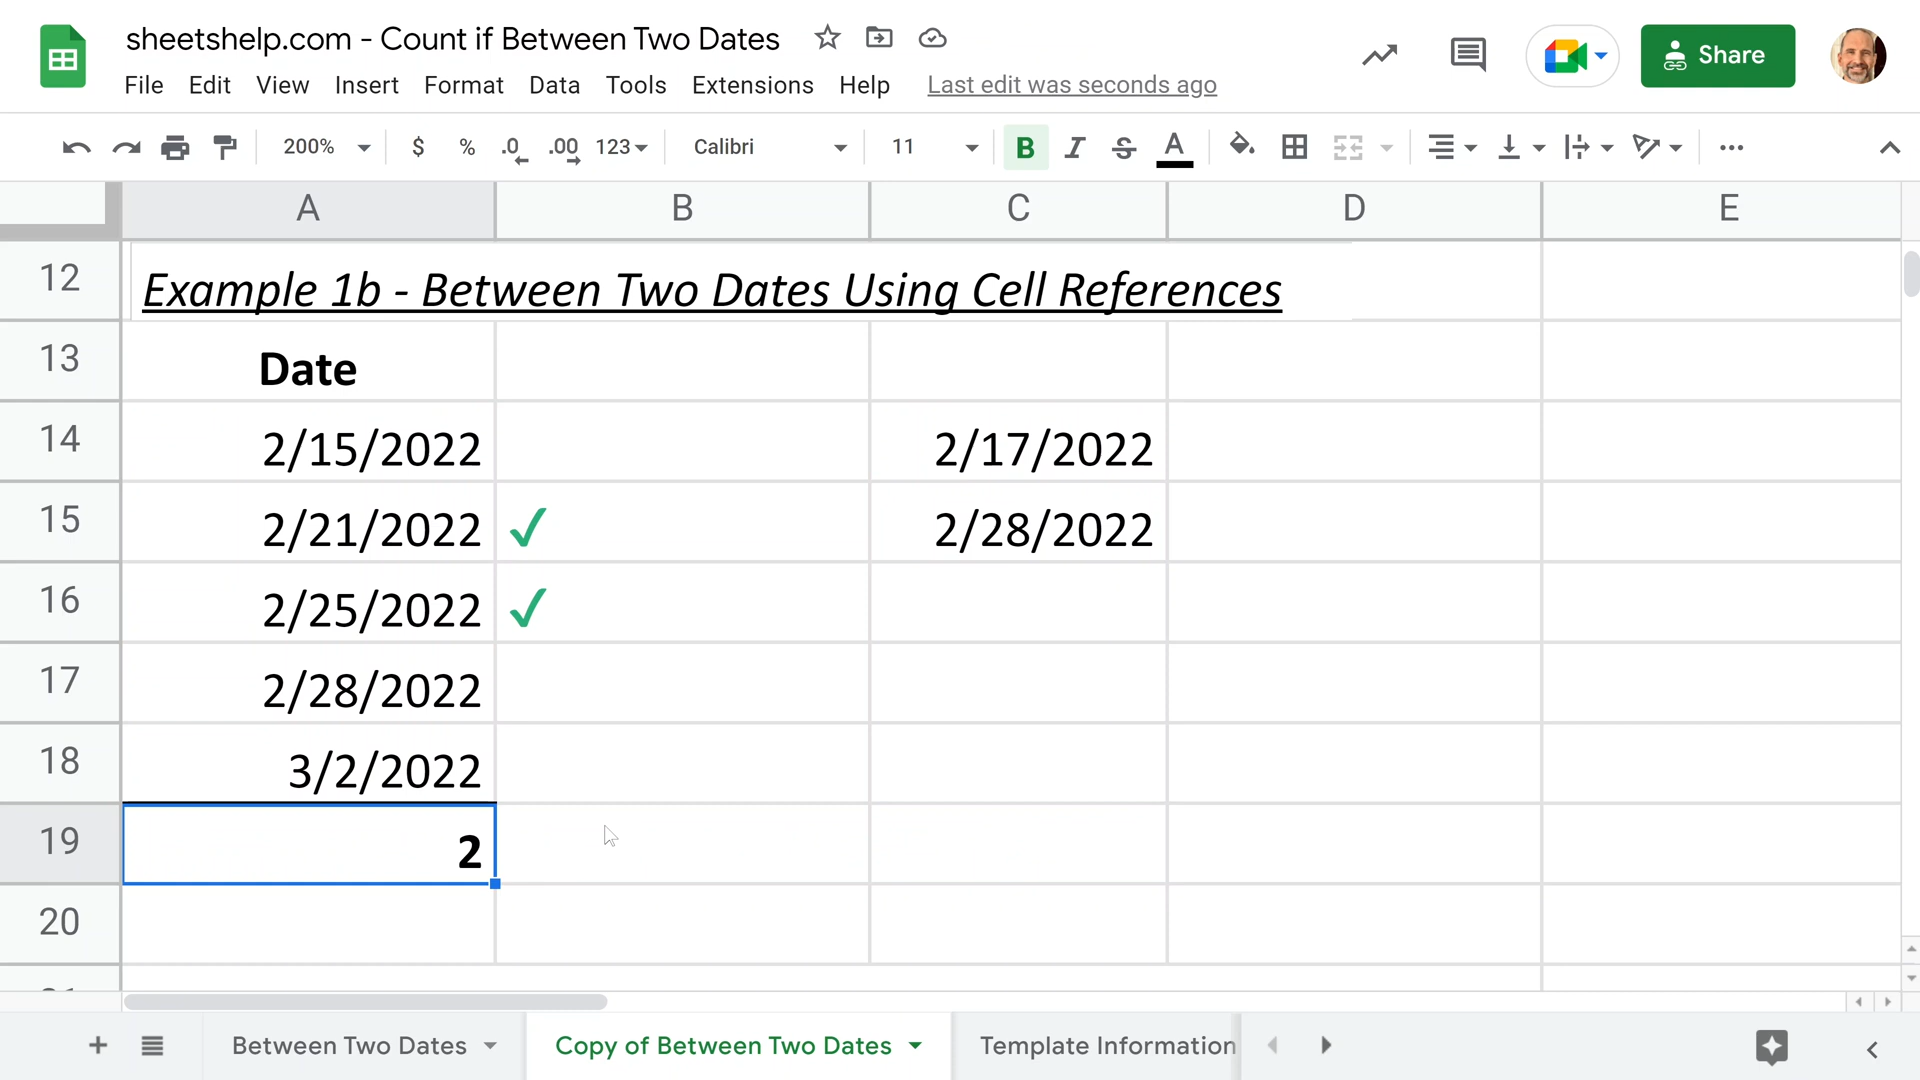 sheetshelp.com - Count if Between Two Dates
File Edit View Insert Format Data Tools Extensions Help Last edit was seconds ago
Share
200% $ % .0 .00 123 Calibri 11 B I S A
A B C D E
12 Example 1b - Between Two Dates Using Cell References
13 Date
14 2/15/2022 2/17/2022
15 2/21/2022 ✓ 2/28/2022
16 2/25/2022 ✓
17 2/28/2022
18 3/2/2022
19 2
20
Between Two Dates Copy of Between Two Dates Template Information